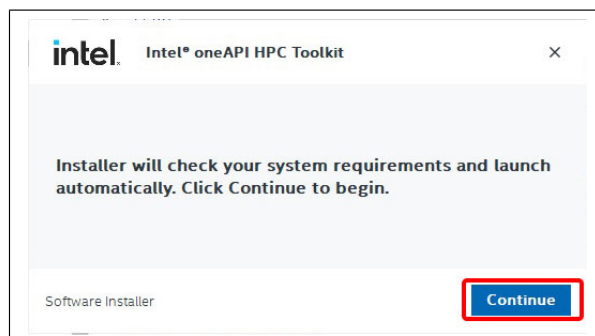 intel.
Intel® oneAPI HPC Toolkit
Installer will check your system requirements and launch
automatically. Click Continue to begin.
Software Installer
Continue